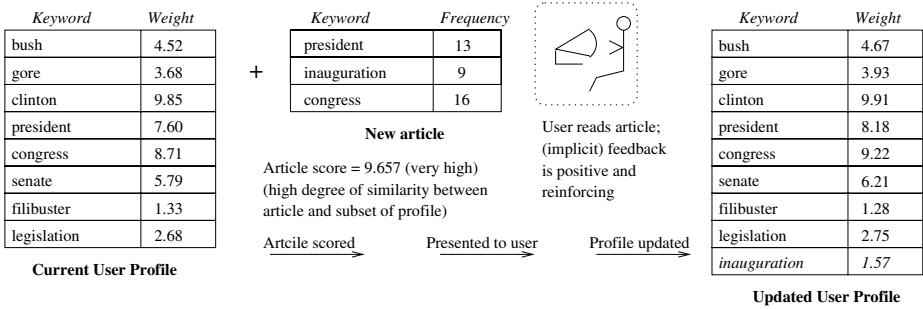 Keyword Weight
bush 4.52
gore 3.68
clinton 9.85
president 7.60
congress 8.71
senate 5.79
filibuster 1.33
legislation 2.68
Current User Profile
+
Keyword Frequency
president 13
inauguration 9
congress 16
New article
Article score = 9.657 (very high)
(high degree of similarity between
article and subset of profile)
User reads article;
(implicit) feedback
is positive and
reinforcing
Artcile scored
Presented to user
Profile updated
Keyword Weight
bush 4.67
gore 3.93
clinton 9.91
president 8.18
congress 9.22
senate 6.21
filibuster 1.28
legislation 2.75
inauguration 1.57
Updated User Profile